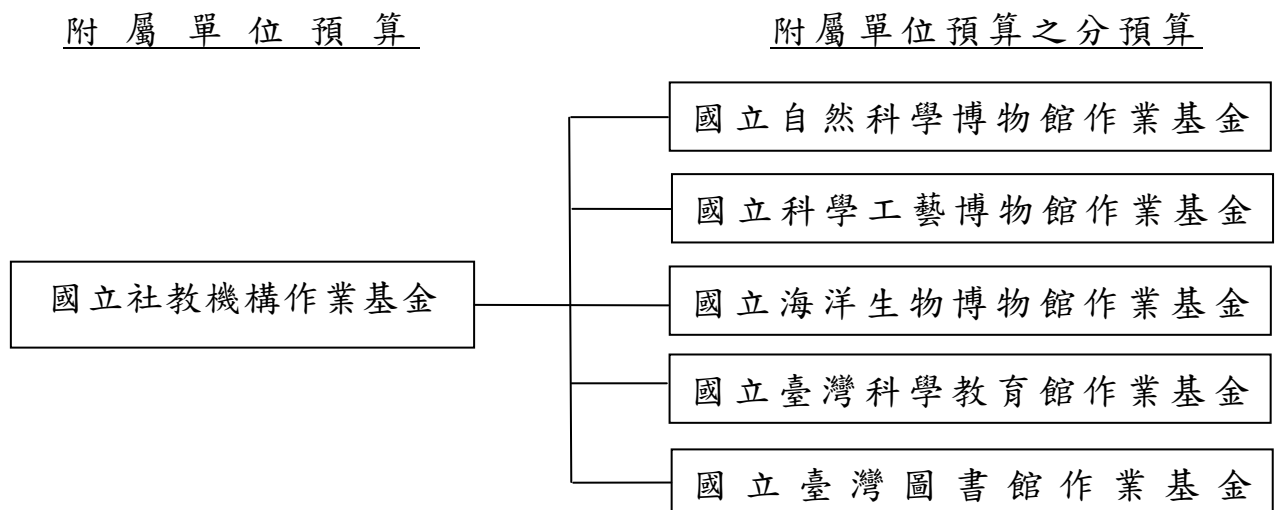 附屬單位預算
附屬單位預算之分預算
國立自然科學博物館作業基金
國立科學工藝博物館作業基金
國立社教機構作業基金
國立海洋生物博物館作業基金
國立臺灣科學教育館作業基金
國立臺灣圖書館作業基金